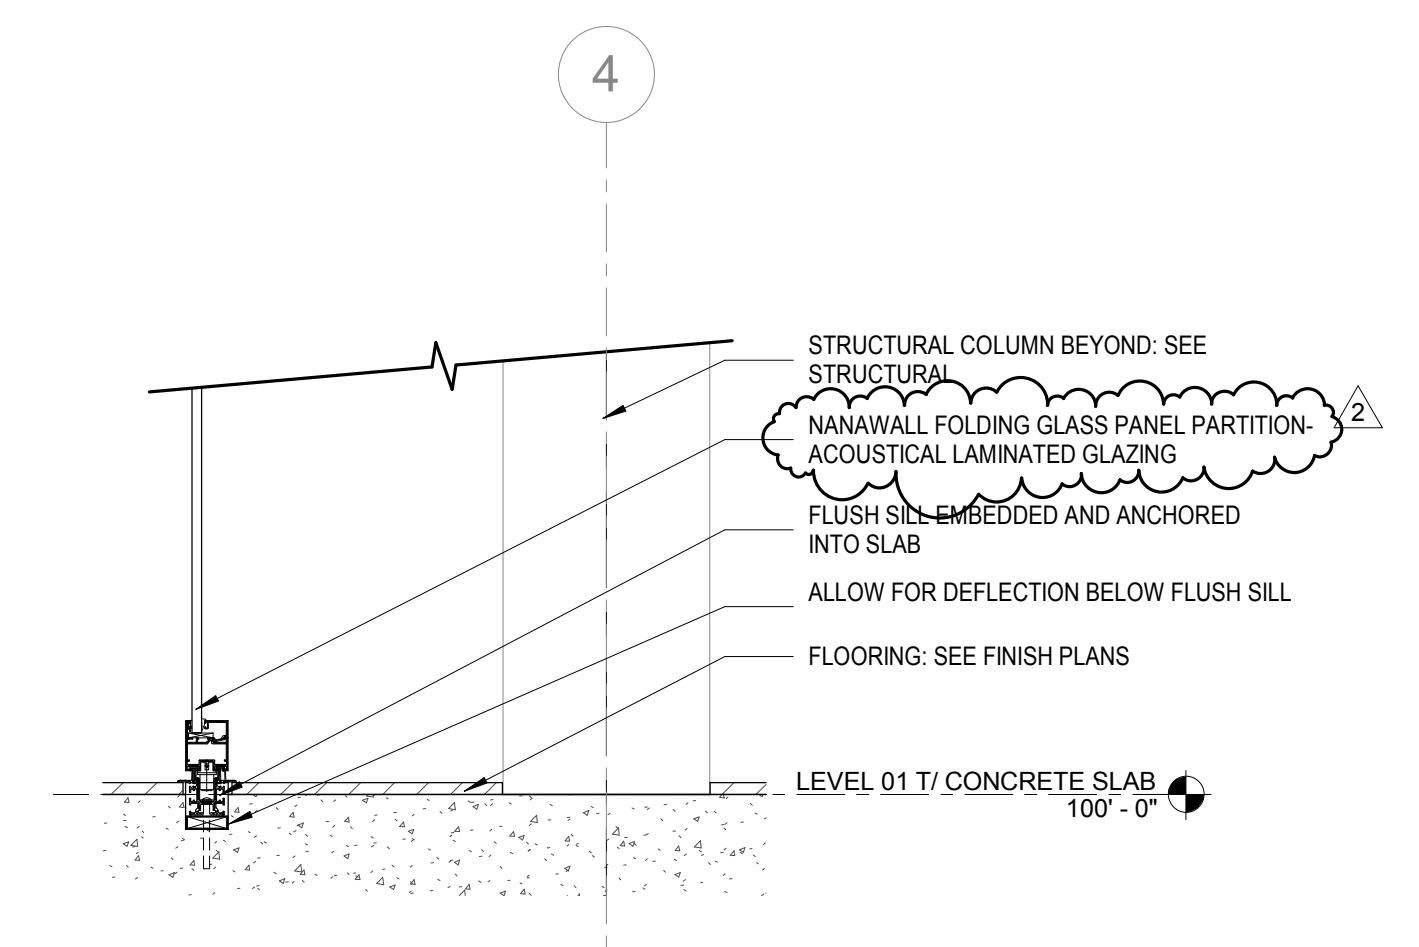 4
STRUCTURAL COLUMN BEYOND: SEE
STRUCTURAL
2
NANAWALL FOLDING GLASS PANEL PARTITION-
ACOUSTICAL LAMINATED GLAZING
FLUSH SILL EMBEDDED AND ANCHORED
INTO SLAB
ALLOW FOR DEFLECTION BELOW FLUSH SILL
FLOORING: SEE FINISH PLANS
LEVEL 01 T/ CONCRETE SLAB
100' - 0"